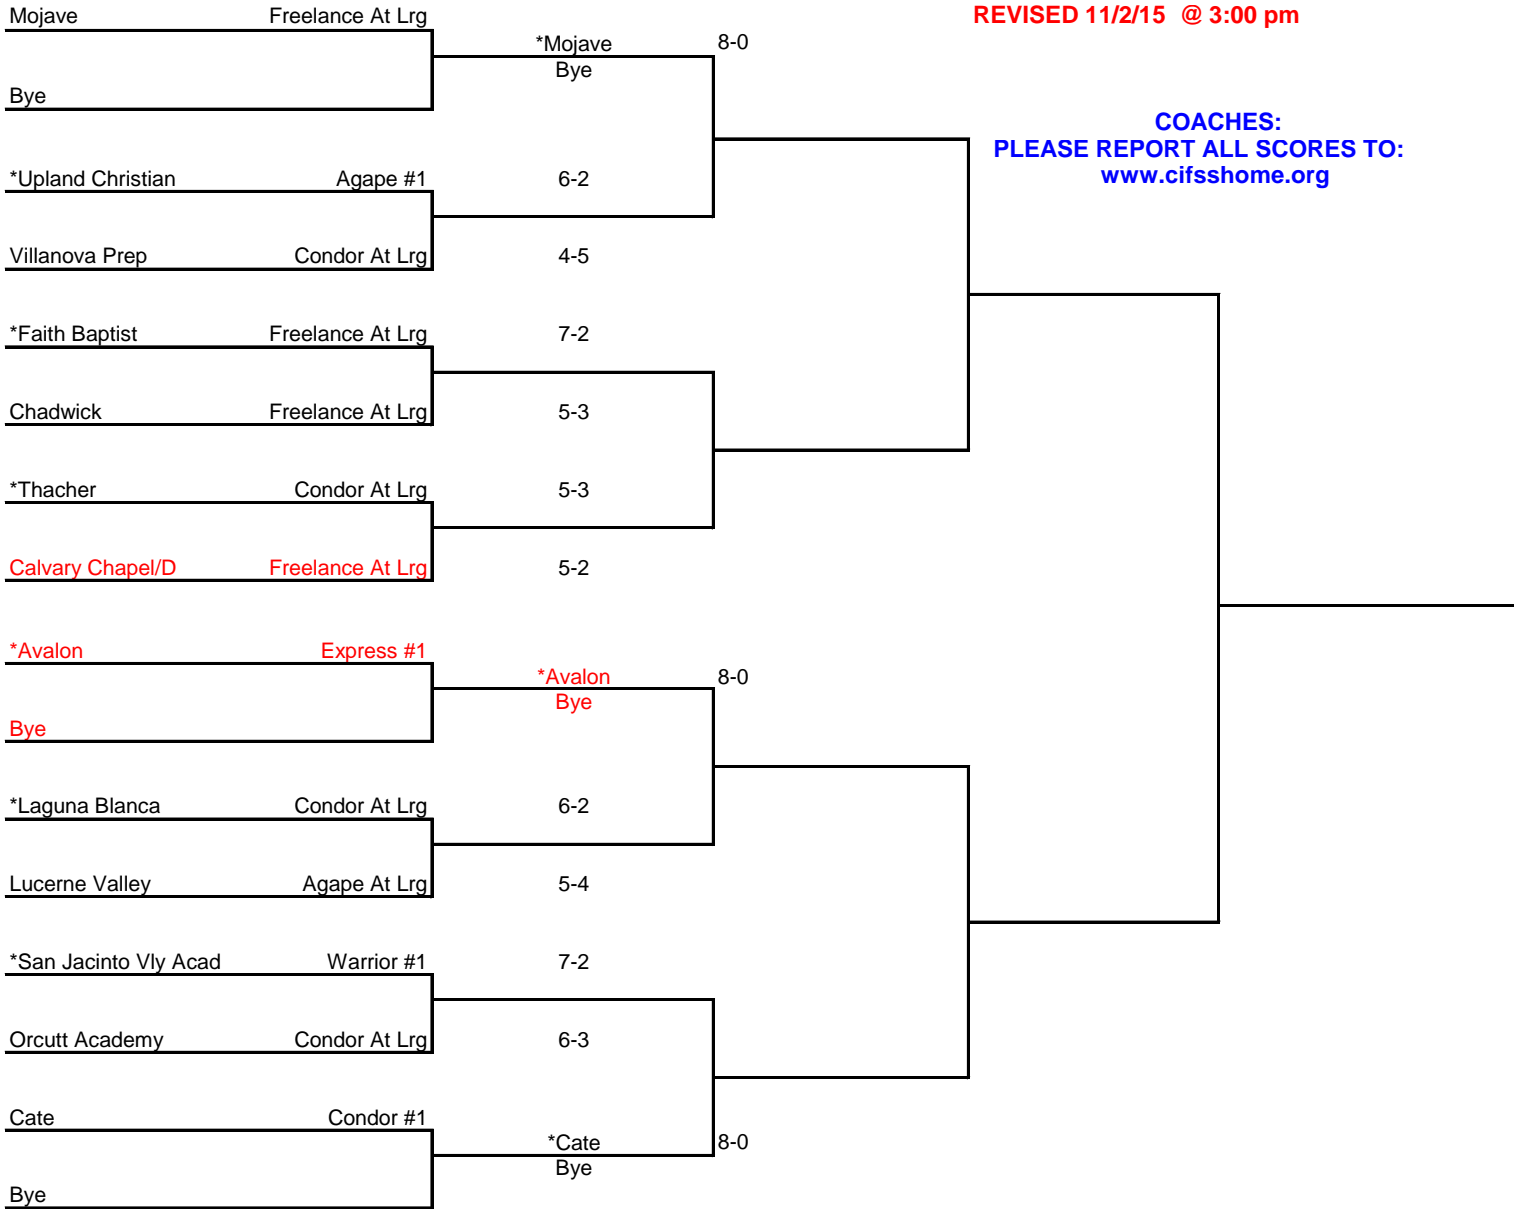 Mojave Freelance At Lrg
REVISED 11/2/15 @ 3:00 pm
*Mojave 8-0
Bye
Bye
COACHES:
PLEASE REPORT ALL SCORES TO:
www.cifsshome.org
*Upland Christian Agape #1 6-2
Villanova Prep Condor At Lrg 4-5
*Faith Baptist Freelance At Lrg 7-2
Chadwick Freelance At Lrg 5-3
*Thacher Condor At Lrg 5-3
Calvary Chapel/D Freelance At Lrg 5-2
*Avalon Express #1
*Avalon 8-0
Bye
Bye
*Laguna Blanca Condor At Lrg 6-2
Lucerne Valley Agape At Lrg 5-4
*San Jacinto Vly Acad Warrior #1 7-2
Orcutt Academy Condor At Lrg 6-3
Cate Condor #1
*Cate 8-0
Bye
Bye